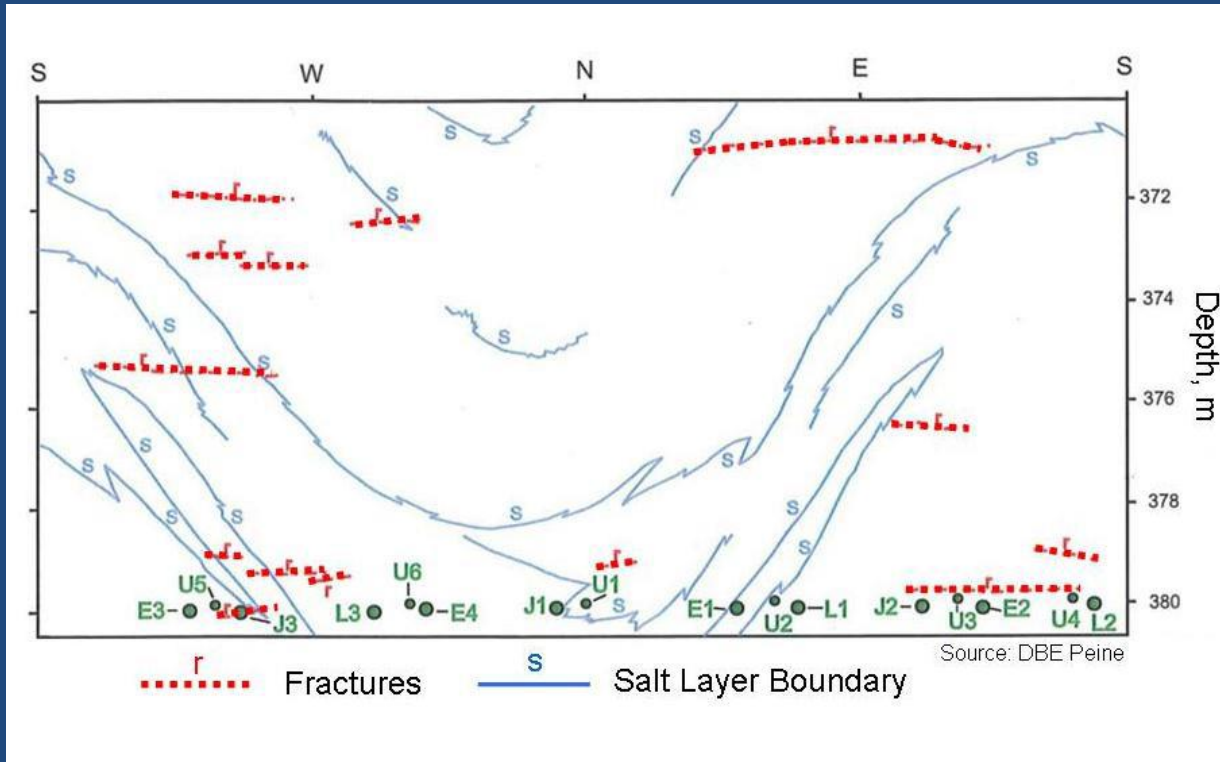 S W N E S
s
s
r
s
s
s
r
s
372
r
r
r
r
374
s
s
s
r
s
376
Depth, m
r
s
s
s
s
s
s
378
s
s
r
r
r
r
r
U5
U6
U1
E3
r
J3
L3
E4
J1
s
E1
U2
L1
J2
r
U3
E2
U4
L2
380
Source: DBE Peine
r Fractures s Salt Layer Boundary